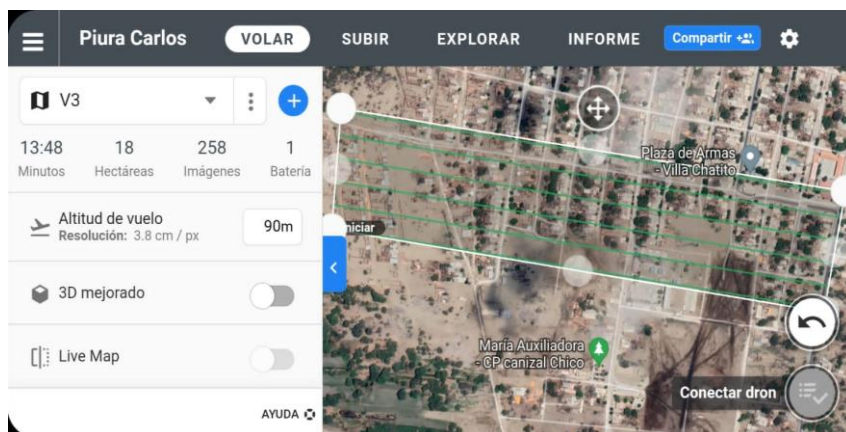 Piura Carlos
VOLAR
SUBIR
EXPLORAR
INFORME
Compartir
V3
13:48 18 258 1
Minutos Hectáreas Imágenes Batería
Altitud de vuelo
Resolución: 3.8 cm / px
90m
3D mejorado
Live Map
AYUDA
Plaza de Armas
- Villa Chatito
niciar
María Auxiliadora
- CP canizal Chico
Conectar dron